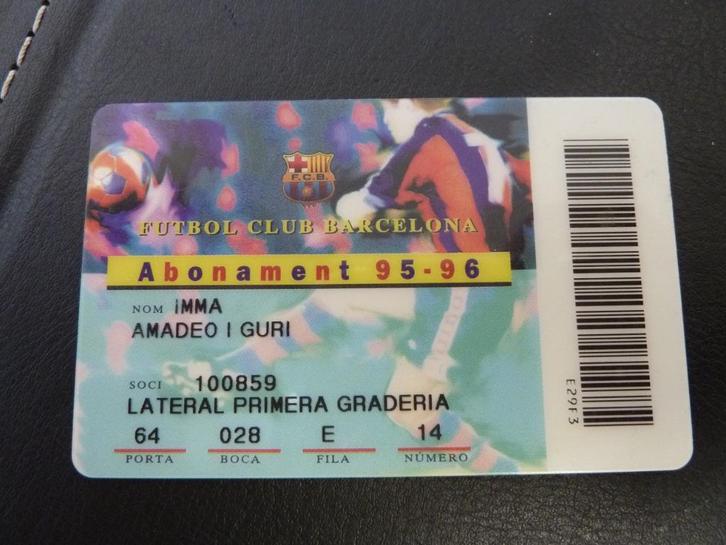 F.C.B.
FUTBOL CLUB BARCELONA
Abonament 95-96
NOM IMMA
AMADEO I GURI
SOCI 100859
LATERAL PRIMERA GRADERIA
64 028 E 14
PORTA BOCA FILA NÚMERO
E29F3